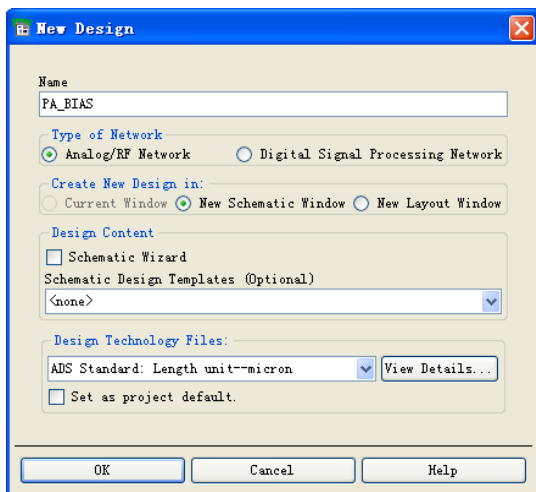 New Design
Name
PA_BIAS
Type of Network
Analog/RF Network Digital Signal Processing Network
Create New Design in:
Current Window New Schematic Window New Layout Window
Design Content
Schematic Wizard
Schematic Design Templates (Optional)
<none>
Design Technology Files:
ADS Standard: Length unit--micron View Details...
Set as project default.
OK Cancel Help